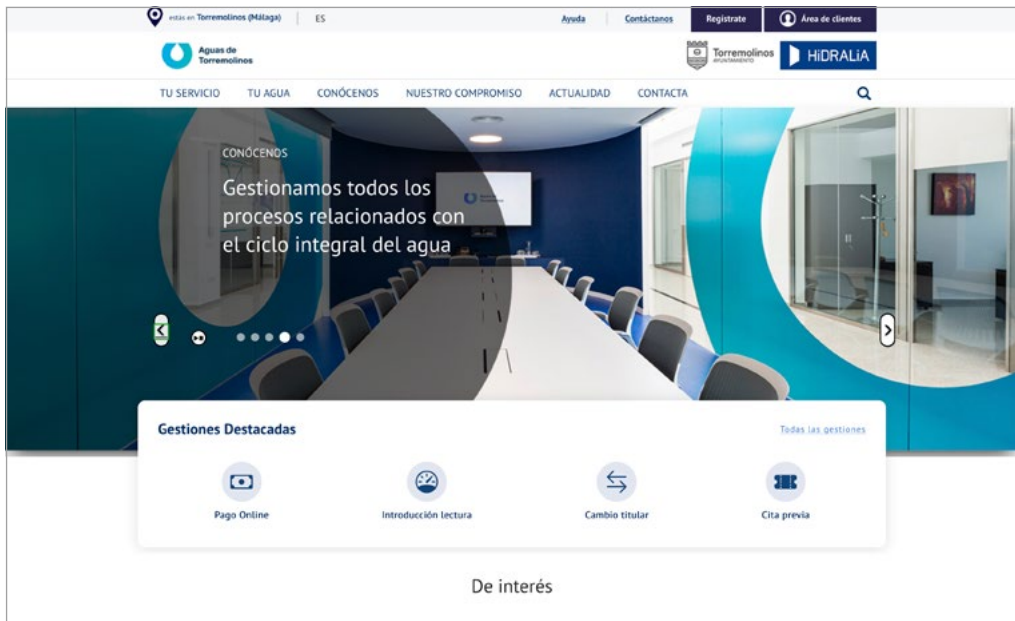 estás en Torremolinos (Málaga)
ES
Ayuda
Contáctanos
Regístrate
Área de clientes
Aguas de
Torremolinos
Torremolinos
AYUNTAMIENTO
HiDRALiA
TU SERVICIO
TU AGUA
CONÓCENOS
NUESTRO COMPROMISO
ACTUALIDAD
CONTACTA
CONÓCENOS
Gestionamos todos los
procesos relacionados con
el ciclo integral del agua
Gestiones Destacadas
Todas las gestiones
Pago Online
Introducción lectura
Cambio titular
Cita previa
De interés